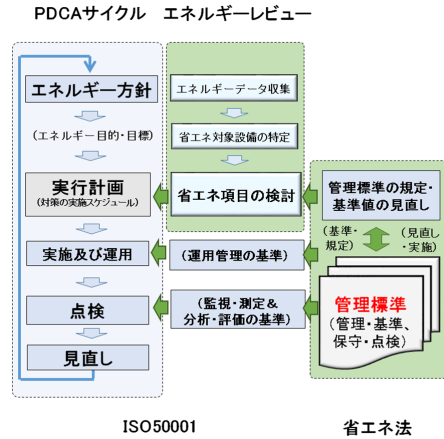 PDCAサイクル エネルギーレビュー
エネルギー方針
(エネルギー目的・目標)
実行計画
(対策の実施スケジュール)
実施及び運用
点検
見直し
エネルギーデータ収集
省エネ対象設備の特定
省エネ項目の検討
(運用管理の基準)
(監視・測定&
分析・評価の基準)
管理標準の規定・
基準値の見直し
(基準・
規定)
(見直し
・実施)
管理標準
(管理・基準、
保守・点検)
ISO50001
省エネ法